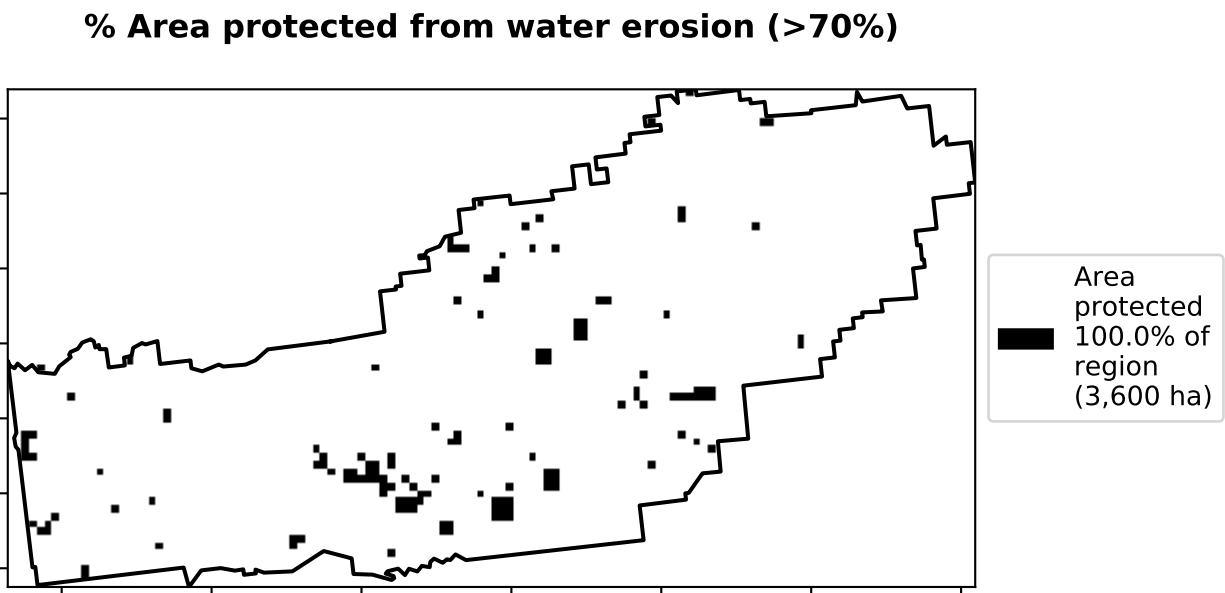 % Area protected from water erosion (>70%)
Area
protected
100.0% of
region
(3,600 ha)